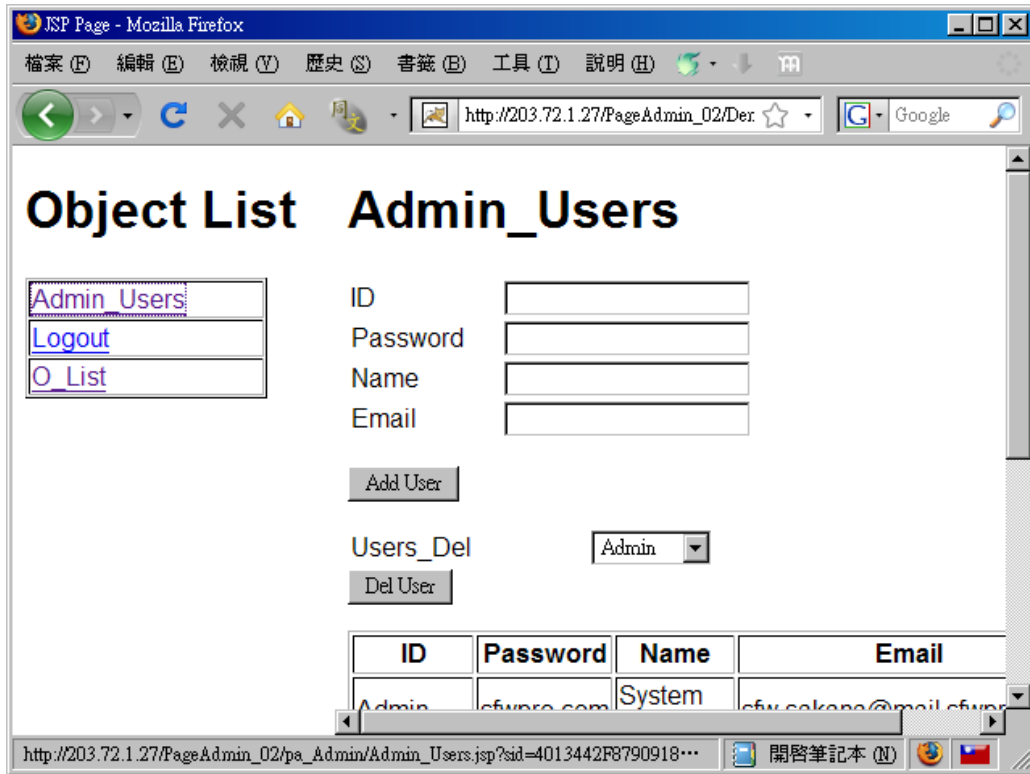 JSP Page - Mozilla Firefox
檔案 (F) 編輯 (E) 檢視 (V) 歷史 (S) 書籤 (B) 工具 (T) 說明 (H)
http://203.72.1.27/PageAdmin_02/Der Google
Object List Admin_Users
Admin_Users
Logout
O_List
ID
Password
Name
Email
Add User
Users_Del Admin
Del User
ID Password Name Email
Admin sfwpro.com System
http://203.72.1.27/PageAdmin_02/pa_Admin/Admin_Users.jsp?sid=4013442F8790918⋯ 開啓筆記本 (N)